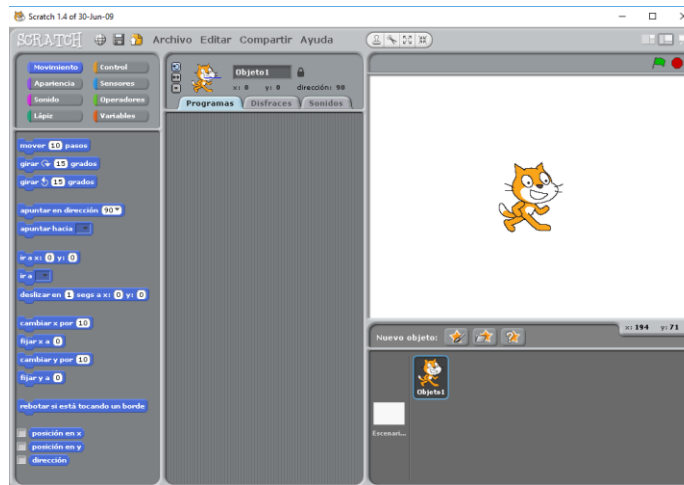 Scratch 1.4 of 30-Jun-09
SCRATCH Archivo Editar Compartir Ayuda
Movimiento Control
Apariencia Sensores
Sonido Operadores
Lápiz Variables
mover 10 pasos
girar 15 grados
girar 15 grados
apuntar en dirección 90
apuntar hacia
ir a x: 0 y: 0
ir a
deslizar en 1 segs a x: 0 y: 0
cambiar x por 10
fijar x a 0
cambiar y por 10
fijar y a 0
rebotar si está tocando un borde
posición en x
posición en y
dirección
Objeto1
x: 0 y: 0 dirección: 90
Programas Disfraces Sonidos
x: 194 y: 71
Nuevo objeto:
Objeto1
Escenari...